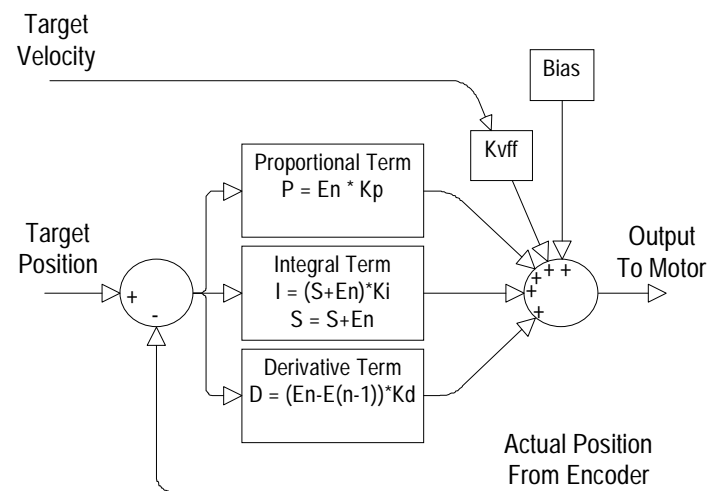 Target
Velocity
Bias
Kvff
Proportional Term
P = En * Kp
Target
Position
Integral Term
I = (S+En)*Ki
S = S+En
Output
To Motor
+
-
+
+
+
+
+
Derivative Term
D = (En-E(n-1))*Kd
Actual Position
From Encoder